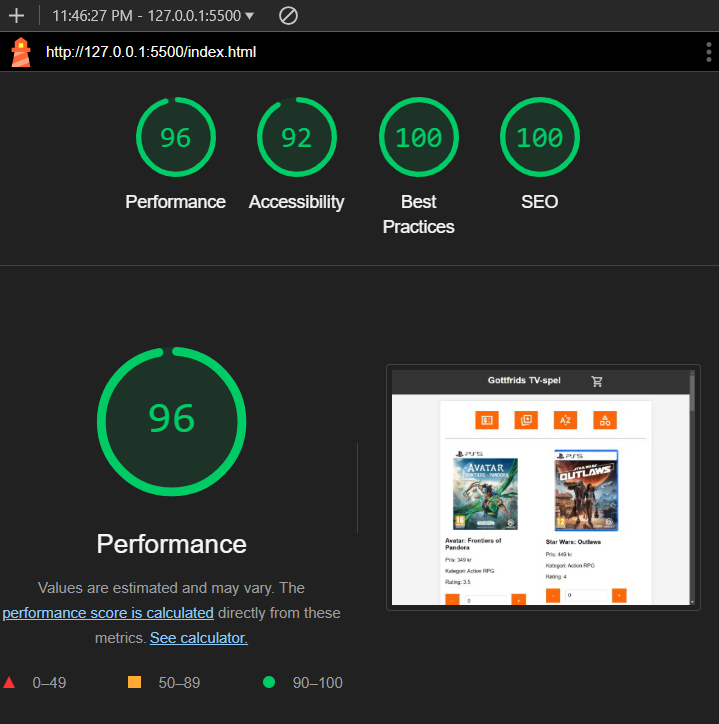 11:46:27 PM - 127.0.0.1:5500
http://127.0.0.1:5500/index.html
96
92
100
100
Performance
Accessibility
Best
Practices
SEO
96
Performance
Values are estimated and may vary. The
performance score is calculated directly from these
metrics. See calculator.
0–49
50–89
90–100
Gottfrids TV-spel
PS5
AVATAR
FRONTIERS of PANDORA
PS5
STAR WARS
OUTLAWS
Avatar: Frontiers of
Pandora
Pris: 349 kr
Kategori: Action RPG
Rating: 3.5
- 0 +
Star Wars: Outlaws
Pris: 449 kr
Kategori: Action RPG
Rating: 4
- 0 +